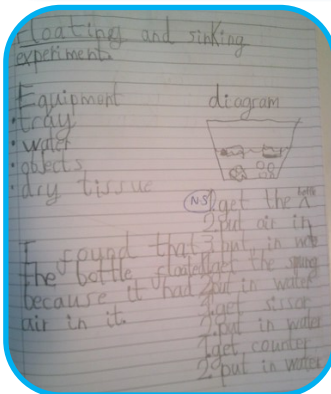 Floating and sinking
experiment.
Equipment
• tray
• water
• objects
• dry tissue
diagram
I found that
the bottle floated
because it had
air in it.
N.S
1. get the bottle
2. put air in
3. put in water
1. get the spung
2. put in water
1. get sissor
2. put in water
1. get counter
2. put in water